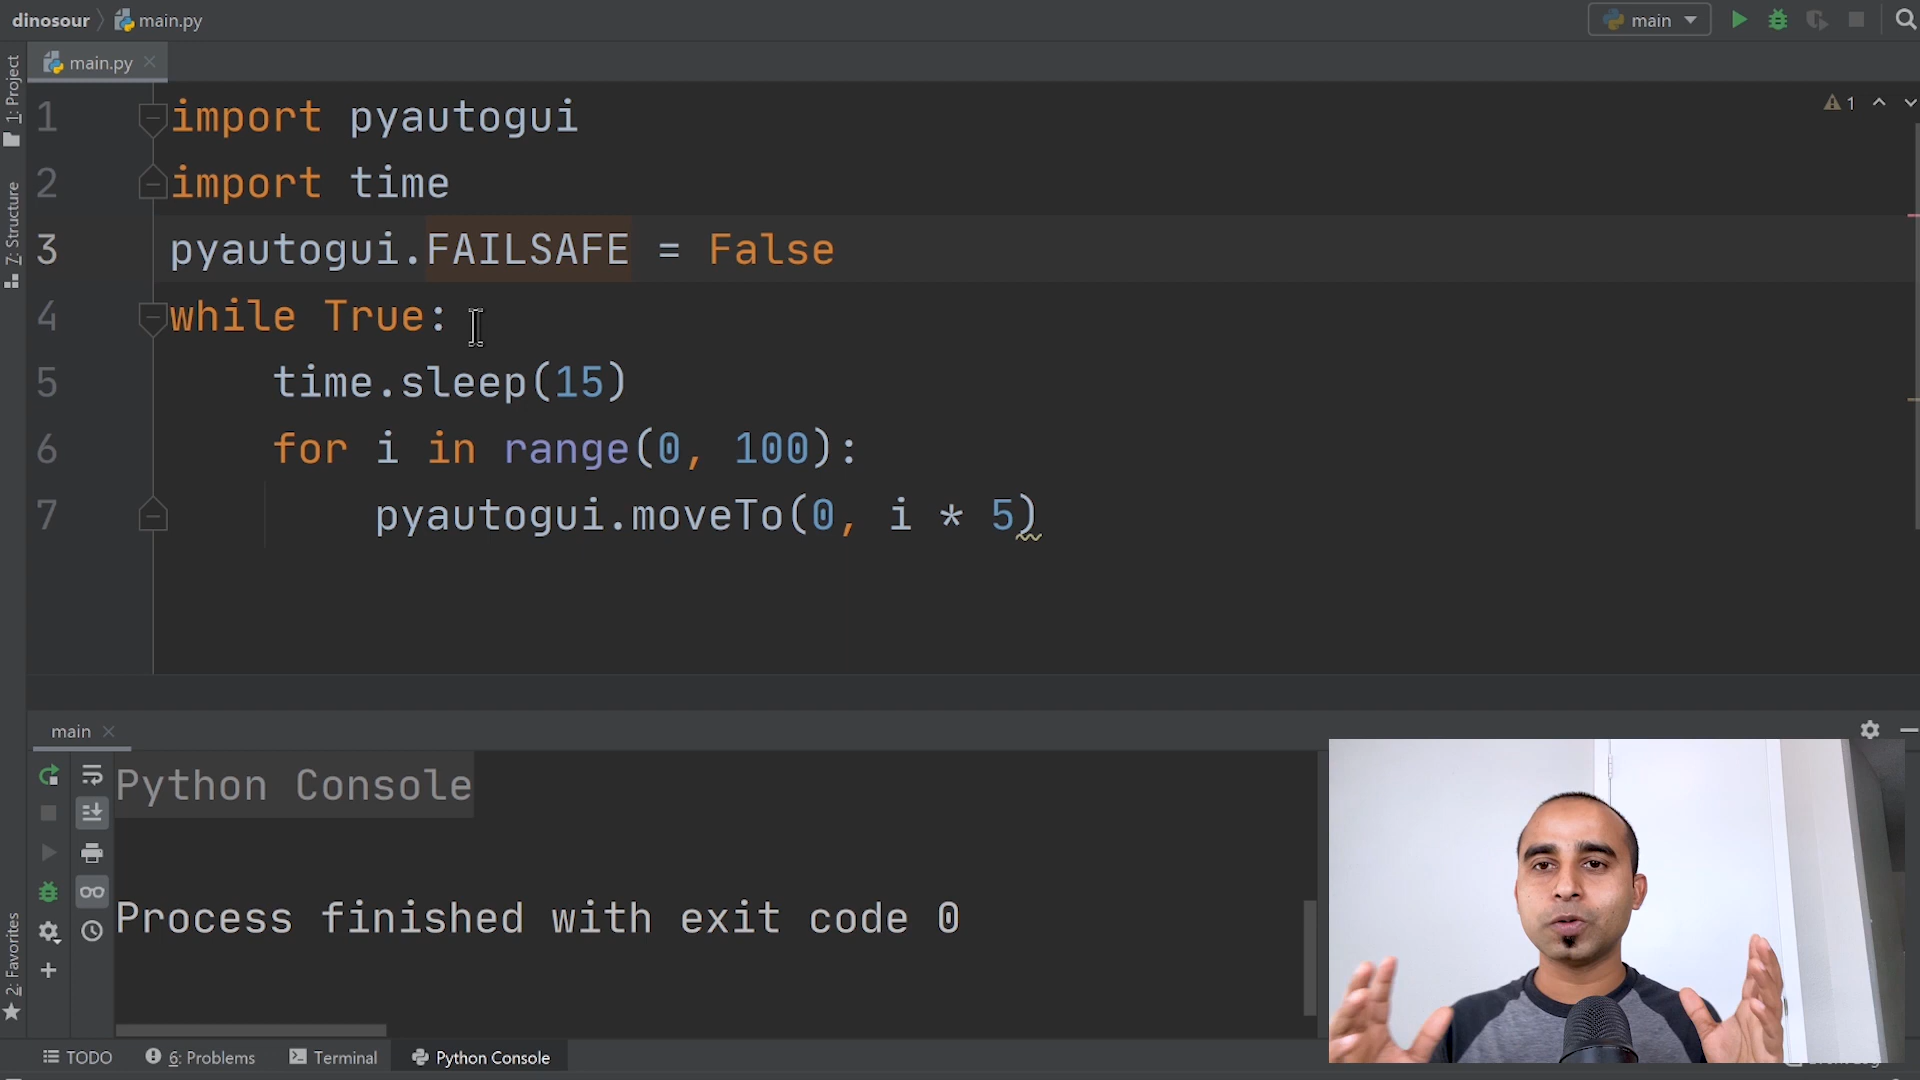 dinosour main.py
main
main.py
1: Project
7: Structure
2: Favorites
1 import pyautogui
2 import time
3 pyautogui.FAILSAFE = False
4 while True:
5 time.sleep(15)
6 for i in range(0, 100):
7 pyautogui.moveTo(0, i * 5)
1
main
Python Console
Process finished with exit code 0
TODO
6: Problems
Terminal
Python Console